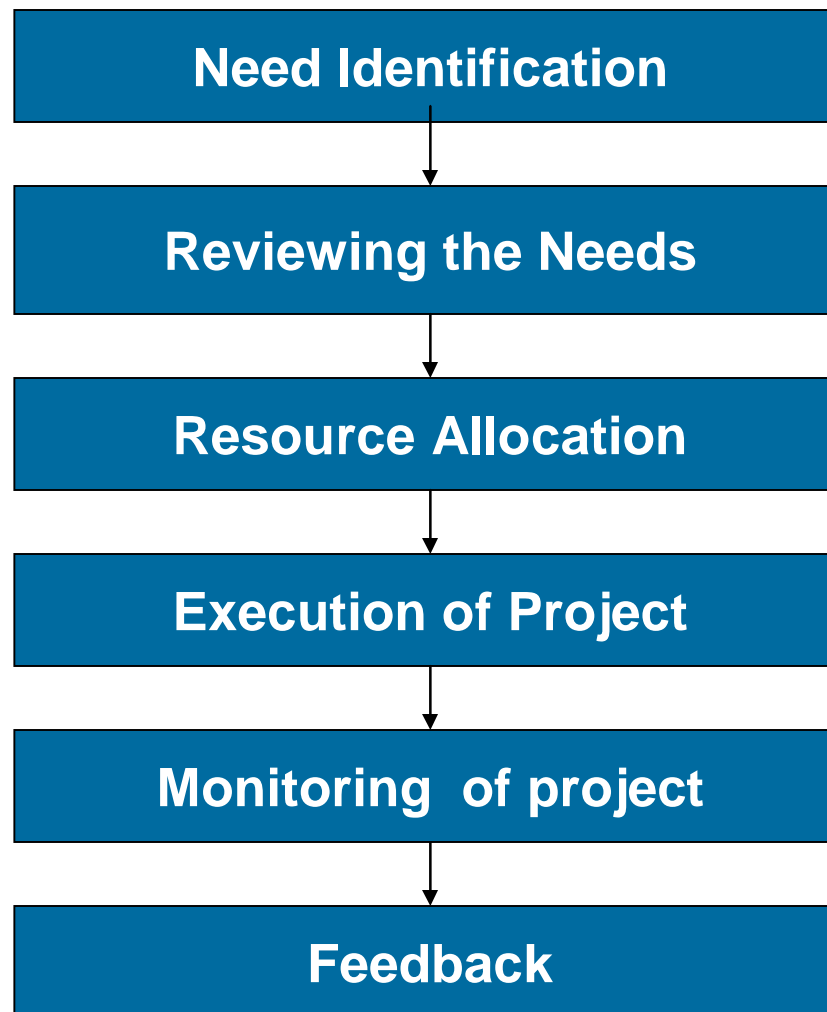 Need Identification
Reviewing the Needs
Resource Allocation
Execution of Project
Monitoring  of project
Feedback